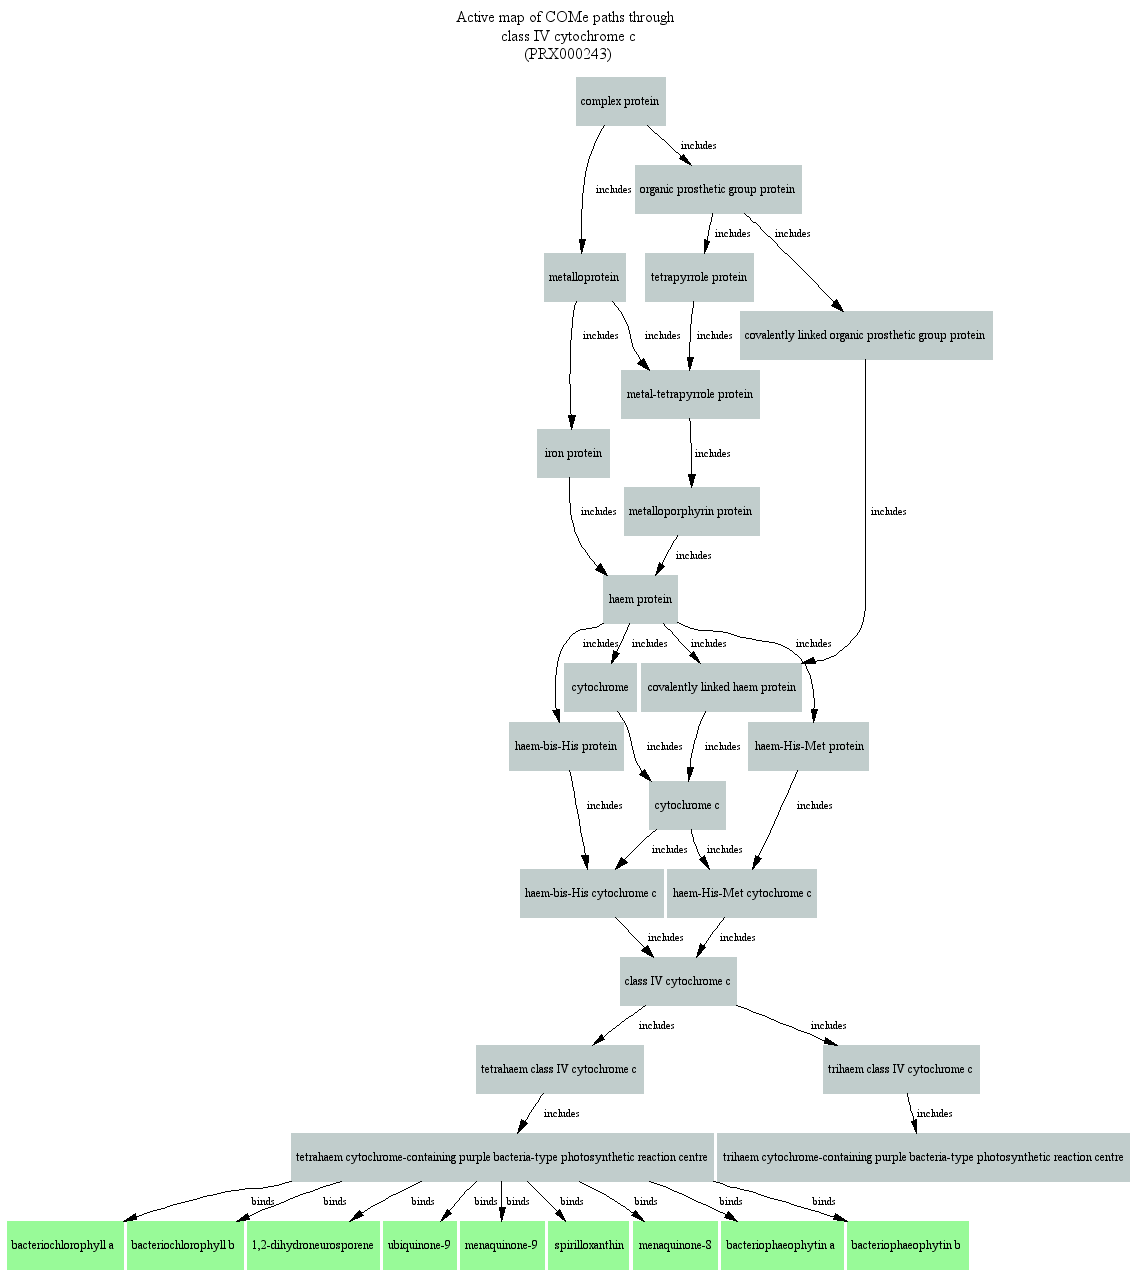 Active map of COMe paths through
class IV cytochrome c
(PRX000243)
complex protein
includes
includes
organic prosthetic group protein
includes
includes
metalloprotein
tetrapyrrole protein
covalently linked organic prosthetic group protein
includes
includes
includes
metal-tetrapyrrole protein
iron protein
includes
metalloporphyrin protein
includes
includes
includes
haem protein
includes
includes
includes
includes
cytochrome
covalently linked haem protein
haem-bis-His protein
includes
includes
haem-His-Met protein
cytochrome c
includes
includes
includes
includes
haem-bis-His cytochrome c
haem-His-Met cytochrome c
includes
includes
class IV cytochrome c
includes
includes
tetrahaem class IV cytochrome c
trihaem class IV cytochrome c
includes
includes
tetrahaem cytochrome-containing purple bacteria-type photosynthetic reaction centre
trihaem cytochrome-containing purple bacteria-type photosynthetic reaction centre
binds
binds
binds
binds
binds
binds
binds
binds
binds
bacteriochlorophyll a
bacteriochlorophyll b
1,2-dihydroneurosporene
ubiquinone-9
menaquinone-9
spirilloxanthin
menaquinone-8
bacteriophaeophytin a
bacteriophaeophytin b